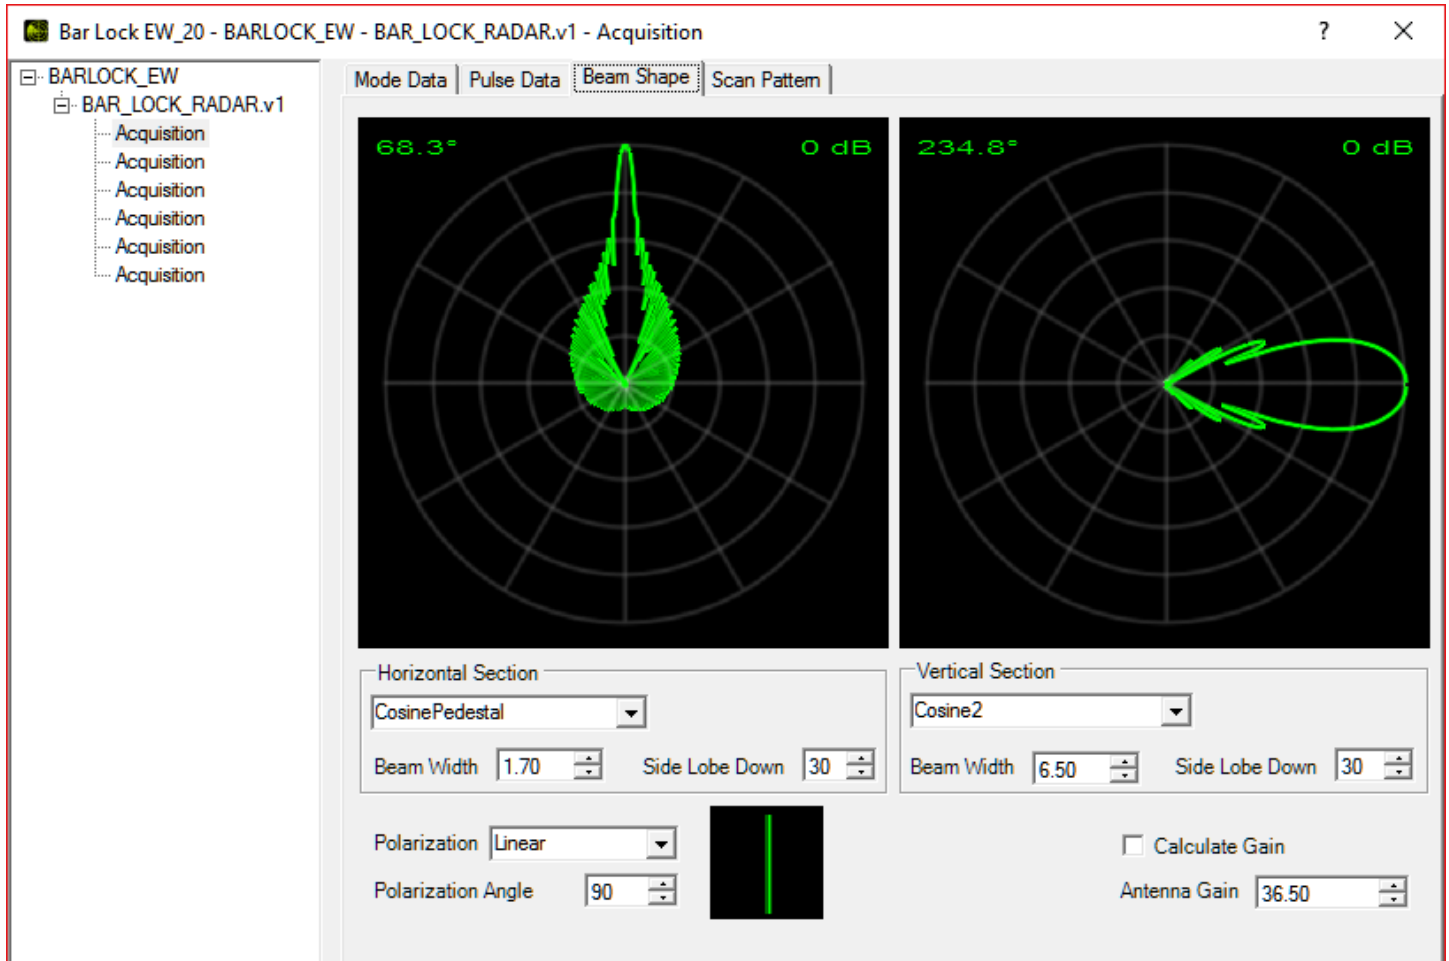 Bar Lock EW_20 - BARLOCK_EW - BAR_LOCK_RADAR.v1 - Acquisition ?
BARLOCK_EW
BAR_LOCK_RADAR.v1
Acquisition
Acquisition
Acquisition
Acquisition
Acquisition
Acquisition
Mode Data Pulse Data Beam Shape Scan Pattern
68.3° 0 dB 234.8° 0 dB
Horizontal Section
CosinePedestal
Beam Width 1.70 Side Lobe Down 30
Vertical Section
Cosine2
Beam Width 6.50 Side Lobe Down 30
Polarization Linear
Polarization Angle 90
Calculate Gain
Antenna Gain 36.50